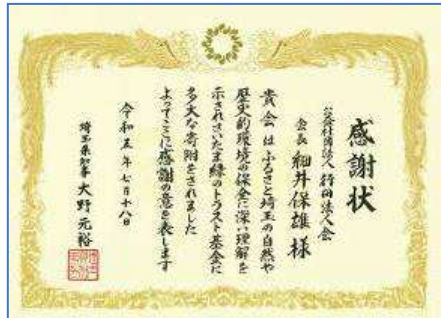 感謝状
公益社団法人 行田法人会
会長 細井保雄 様
貴会はふるさと埼玉の自然や
歴史的環境の保全に深い理解を
示されさいたま緑のトラスト基金に
多大な寄附をされました
よってここに感謝の意を表します
令和五年七月十八日
埼玉県知事 大野元裕